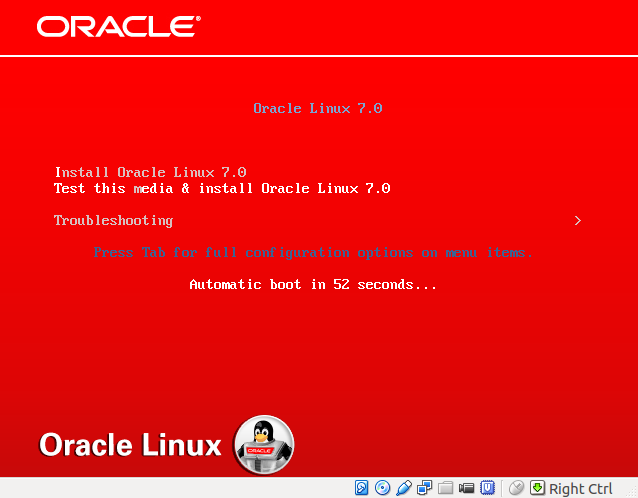 ORACLE®
Oracle Linux 7.0
Install Oracle Linux 7.0
Test this media & install Oracle Linux 7.0
Troubleshooting >
Press Tab for full configuration options on menu items.
Automatic boot in 52 seconds...
Oracle Linux
ORACLE
Right Ctrl